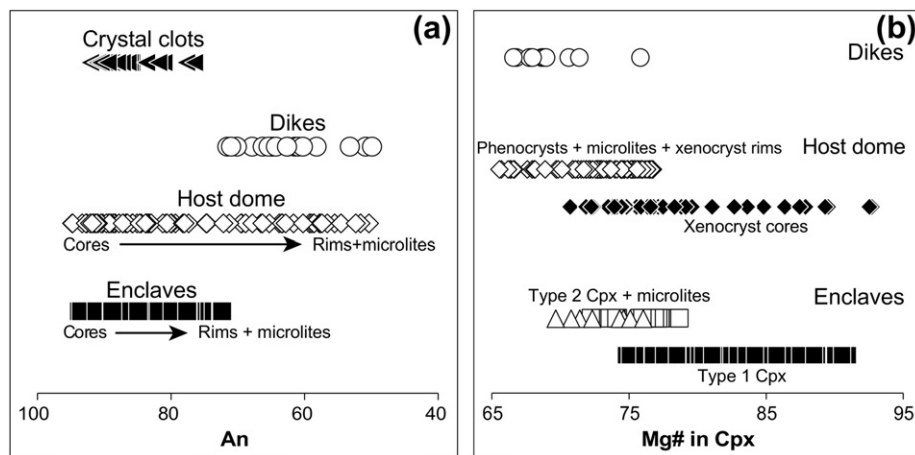 (a)
Crystal clots
Dikes
Host dome
Cores Rims+microlites
Enclaves
Cores Rims + microlites
100 80 60 40
An
(b)
Dikes
Phenocrysts + microlites + xenocryst rims Host dome
Xenocryst cores
Enclaves
Type 2 Cpx + microlites
Type 1 Cpx
65 75 85 95
Mg# in Cpx